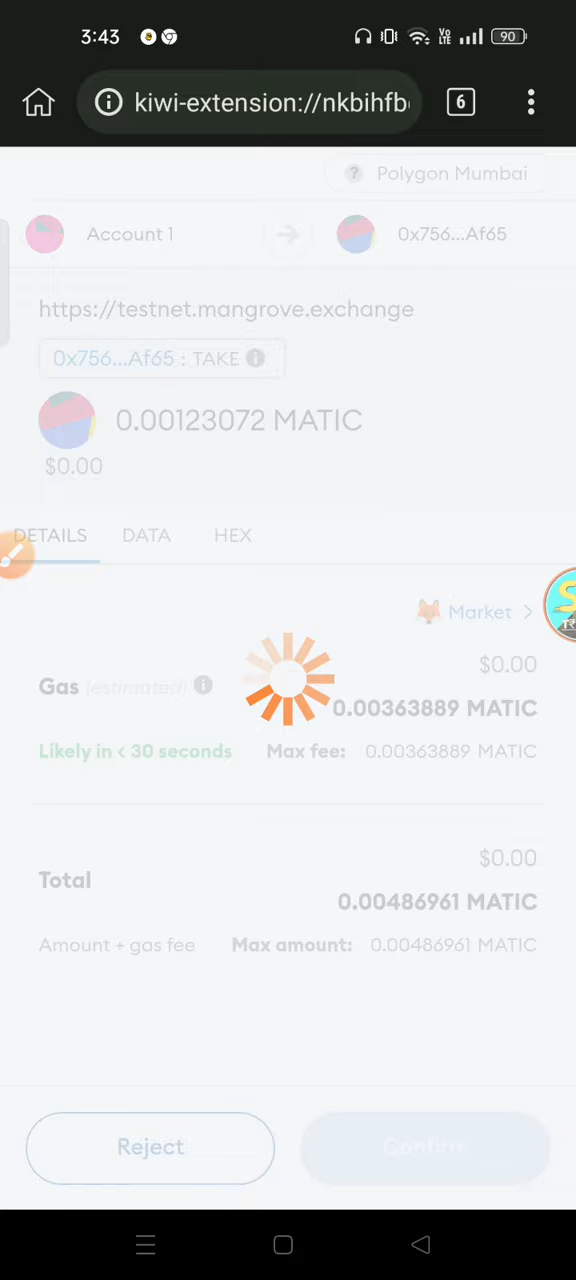 3:43 Vo LTE 90
kiwi-extension://nkbihfb
6
? Polygon Mumbai
Account 1 0x756...Af65
https://testnet.mangrove.exchange
0x756...Af65 : TAKE
0.00123072 MATIC
$0.00
DETAILS DATA HEX
Market >
$0.00
Gas (estimated)
0.00363889 MATIC
Likely in < 30 seconds Max fee: 0.00363889 MATIC
$0.00
Total
0.00486961 MATIC
Amount + gas fee Max amount: 0.00486961 MATIC
Reject Confirm